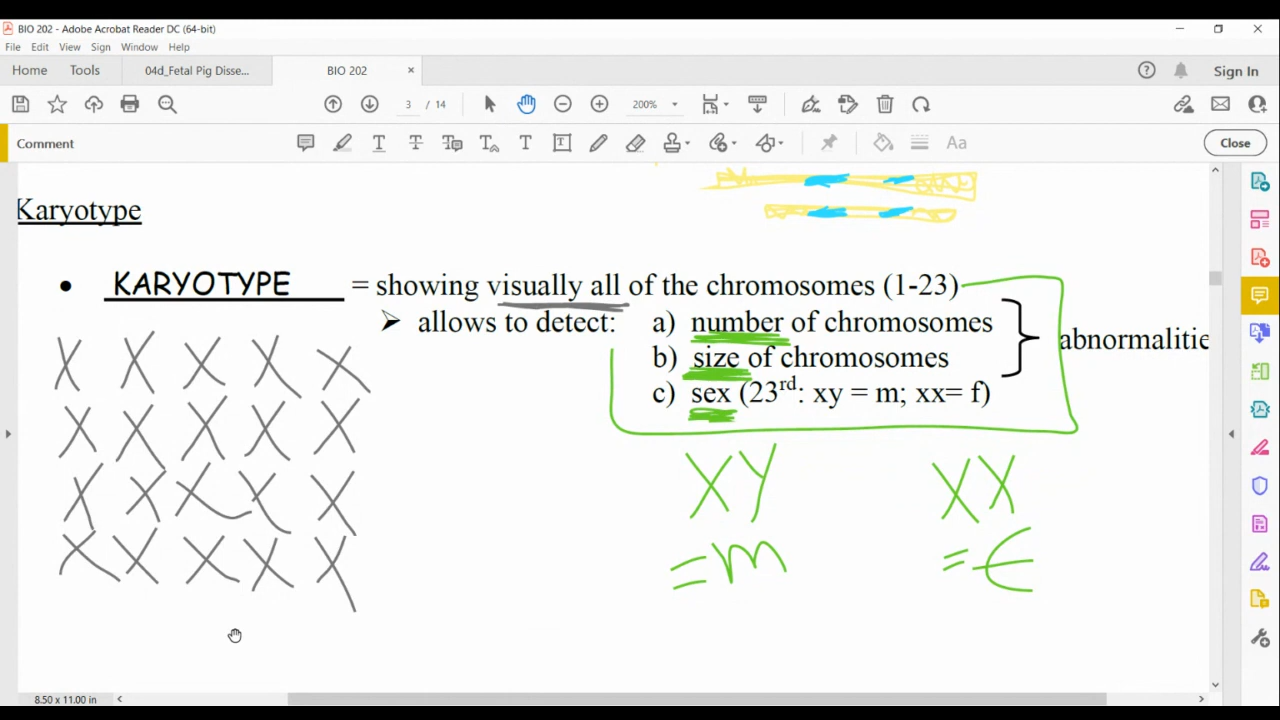 BIO 202 - Adobe Acrobat Reader DC (64-bit)
File Edit View Sign Window Help
Home Tools 04d_Fetal Pig Disse... BIO 202 × Sign In
3 / 14 200%
Comment Close
Karyotype
• KARYOTYPE = showing visually all of the chromosomes (1-23)
➢ allows to detect: a) number of chromosomes
b) size of chromosomes
abnormalitie
c) sex (23rd: xy = m; xx= f)
XY XX
=m =€
8.50 x 11.00 in